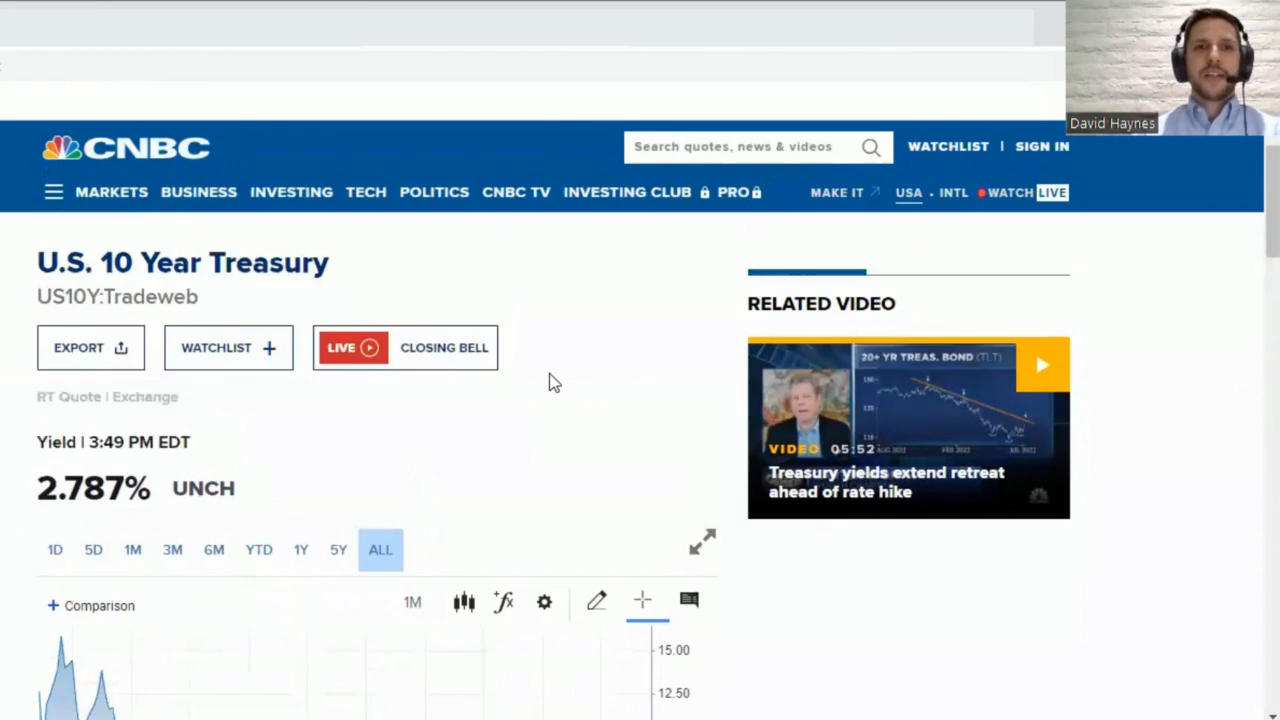 David Haynes
CNBC
Search quotes, news & videos
WATCHLIST | SIGN IN
MARKETS BUSINESS INVESTING TECH POLITICS CNBC TV INVESTING CLUB PRO
MAKE IT USA • INTL WATCH LIVE
U.S. 10 Year Treasury
US10Y:Tradeweb
EXPORT
WATCHLIST +
LIVE CLOSING BELL
RT Quote | Exchange
Yield | 3:49 PM EDT
2.787% UNCH
1D 5D 1M 3M 6M YTD 1Y 5Y ALL
+ Comparison
1M
+fx
15.00
12.50
RELATED VIDEO
20+ YR TREAS. BOND (TLT)
VIDEO 05:52
Treasury yields extend retreat
ahead of rate hike